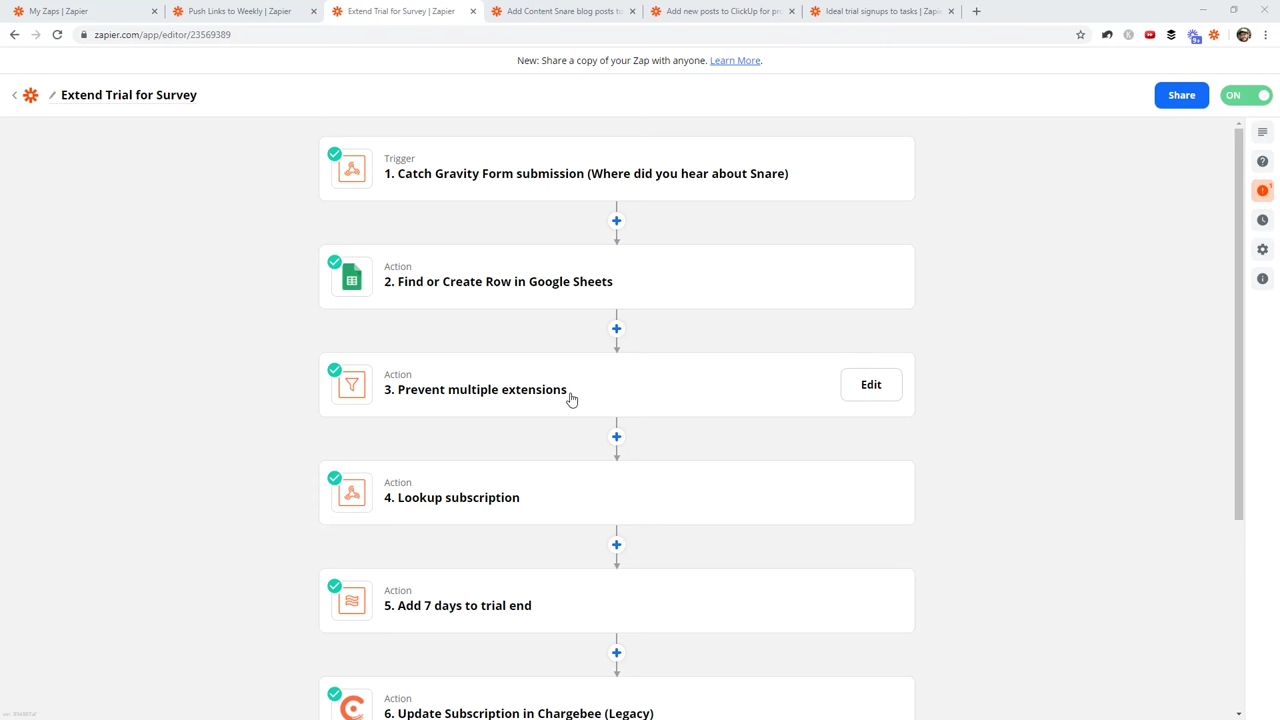 My Zaps | Zapier
Push Links to Weekly | Zapier
Extend Trial for Survey | Zapier
Add Content Snare blog posts to
Add new posts to ClickUp for pr
Ideal trial signups to tasks | Zapi
zapier.com/app/editor/23569389
9+
New: Share a copy of your Zap with anyone. Learn More.
Extend Trial for Survey
Share
ON
Trigger
1. Catch Gravity Form submission (Where did you hear about Snare)
1
Action
2. Find or Create Row in Google Sheets
Action
3. Prevent multiple extensions
Edit
Action
4. Lookup subscription
Action
5. Add 7 days to trial end
Action
6. Update Subscription in Chargebee (Legacy)